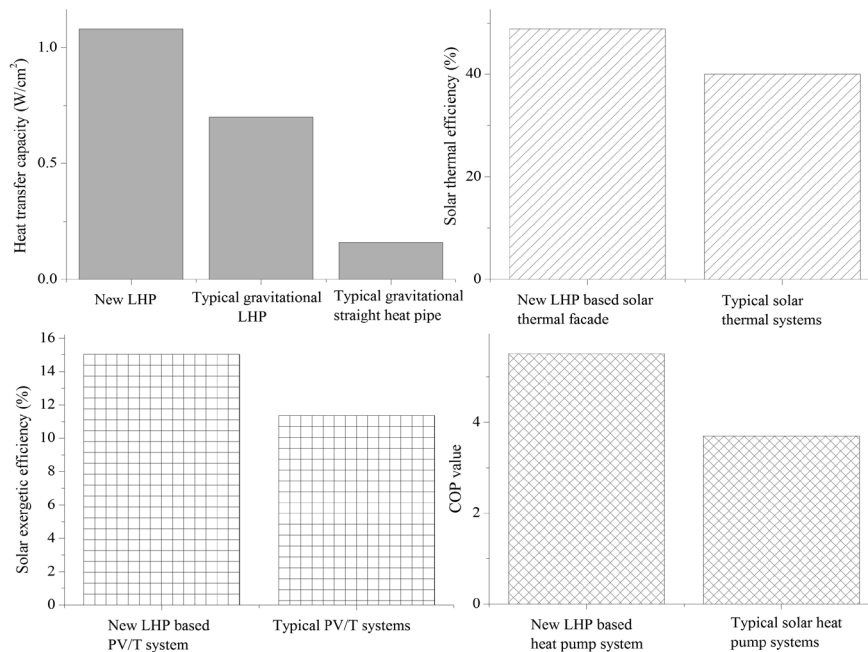 Heat transfer capacity (W/cm²)
1.0
0.5
0.0
New LHP
Typical gravitational
LHP
Typical gravitational
straight heat pipe
Solar thermal efficiency (%)
40
20
0
New LHP based solar
thermal facade
Typical solar
thermal systems
Solar exergetic efficiency (%)
16
14
12
10
8
6
4
2
0
New LHP based
PV/T system
Typical PV/T systems
COP value
4
2
0
New LHP based
heat pump system
Typical solar heat
pump systems